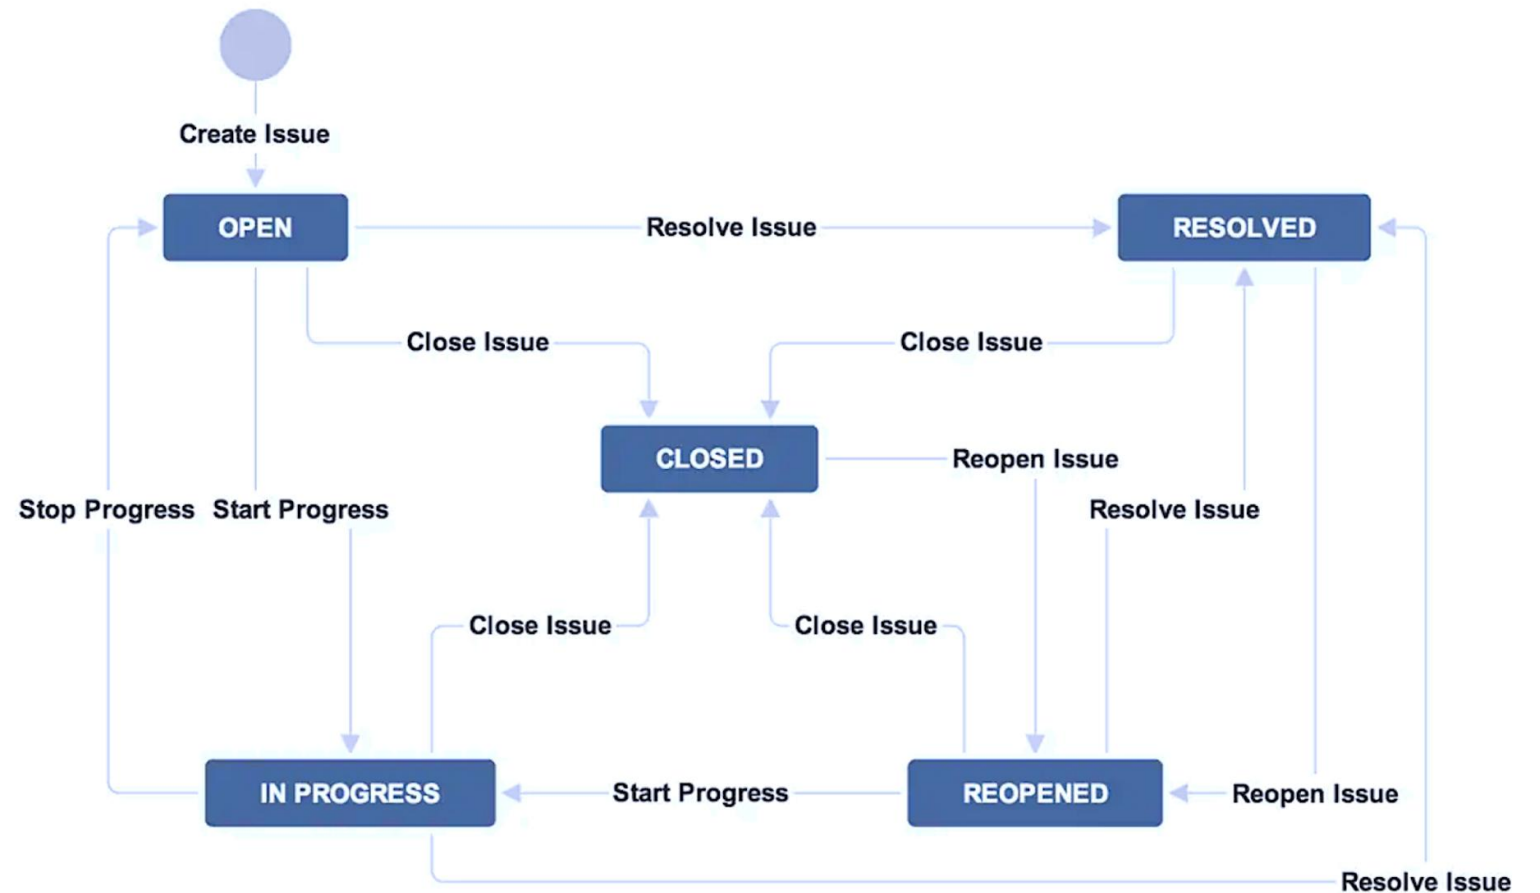 Create Issue
OPEN
Resolve Issue
RESOLVED
Close Issue
Close Issue
CLOSED
Reopen Issue
Stop Progress
Start Progress
Resolve Issue
Close Issue
Close Issue
IN PROGRESS
Start Progress
REOPENED
Reopen Issue
Resolve Issue